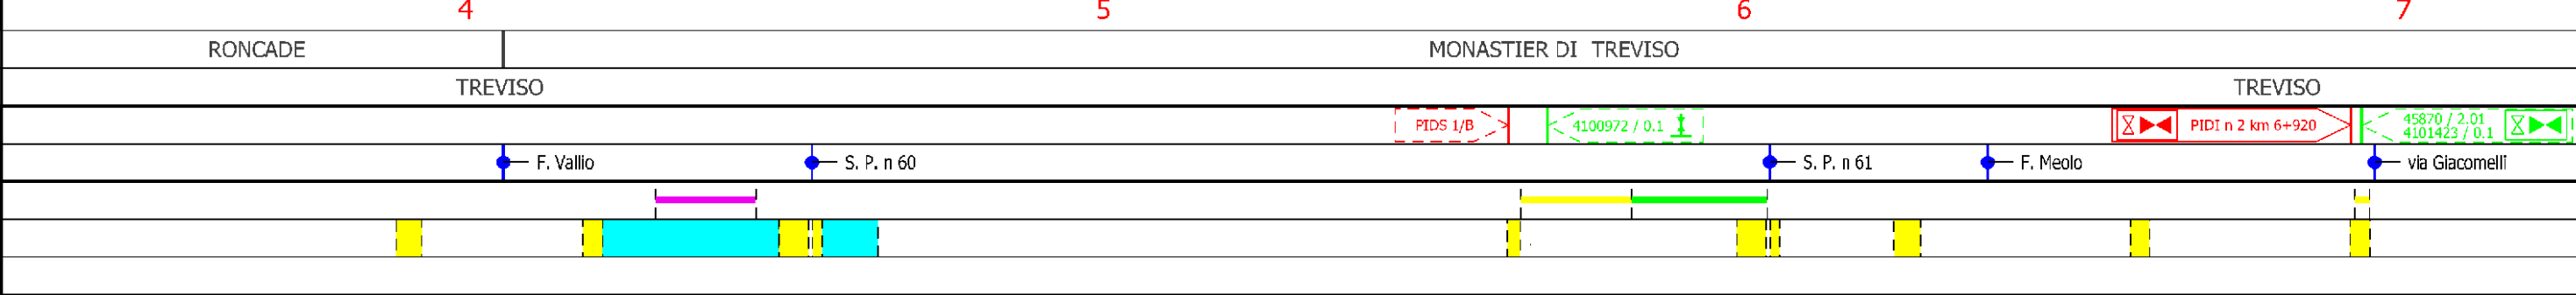 4 5 6 7
RONCADE MONASTIER DI TREVISO
TREVISO TREVISO
PIDS 1/B 4100972 / 0.1 PIDI n 2 km 6+920 45870 / 2.01
4101423 / 0.1
F. Vallio S. P. n 60 S. P. n 61 F. Meolo via Giacomelli